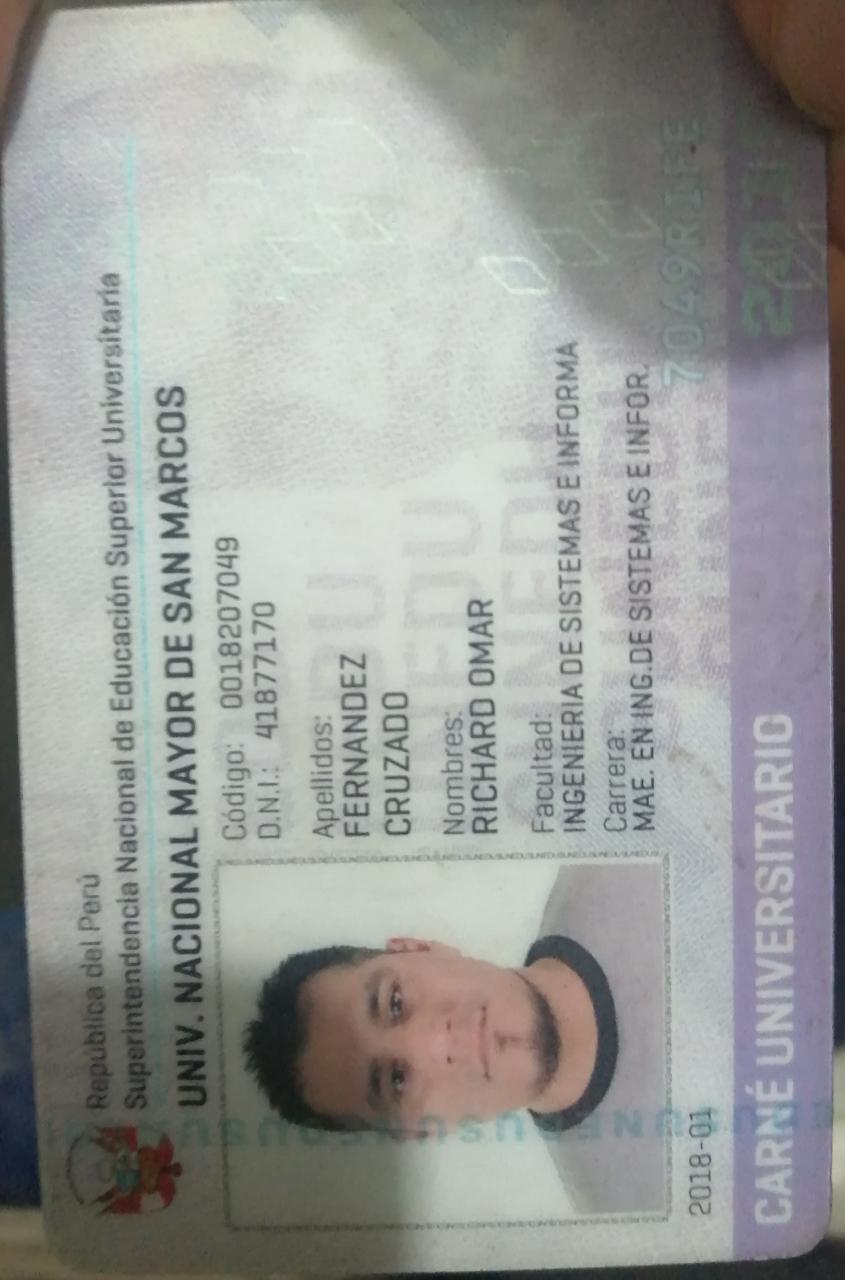 República del Perú
Superintendencia Nacional de Educación Superior Universitaria
UNIV. NACIONAL MAYOR DE SAN MARCOS
Código: 0018207049
D.N.I.: 41877170
Apellidos:
FERNANDEZ
CRUZADO
Nombres:
RICHARD OMAR
Facultad:
INGENIERIA DE SISTEMAS E INFORMA
Carrera:
MAE. EN ING.DE SISTEMAS E INFOR.
7049RIFE
2018-01
CARNÉ UNIVERSITARIO